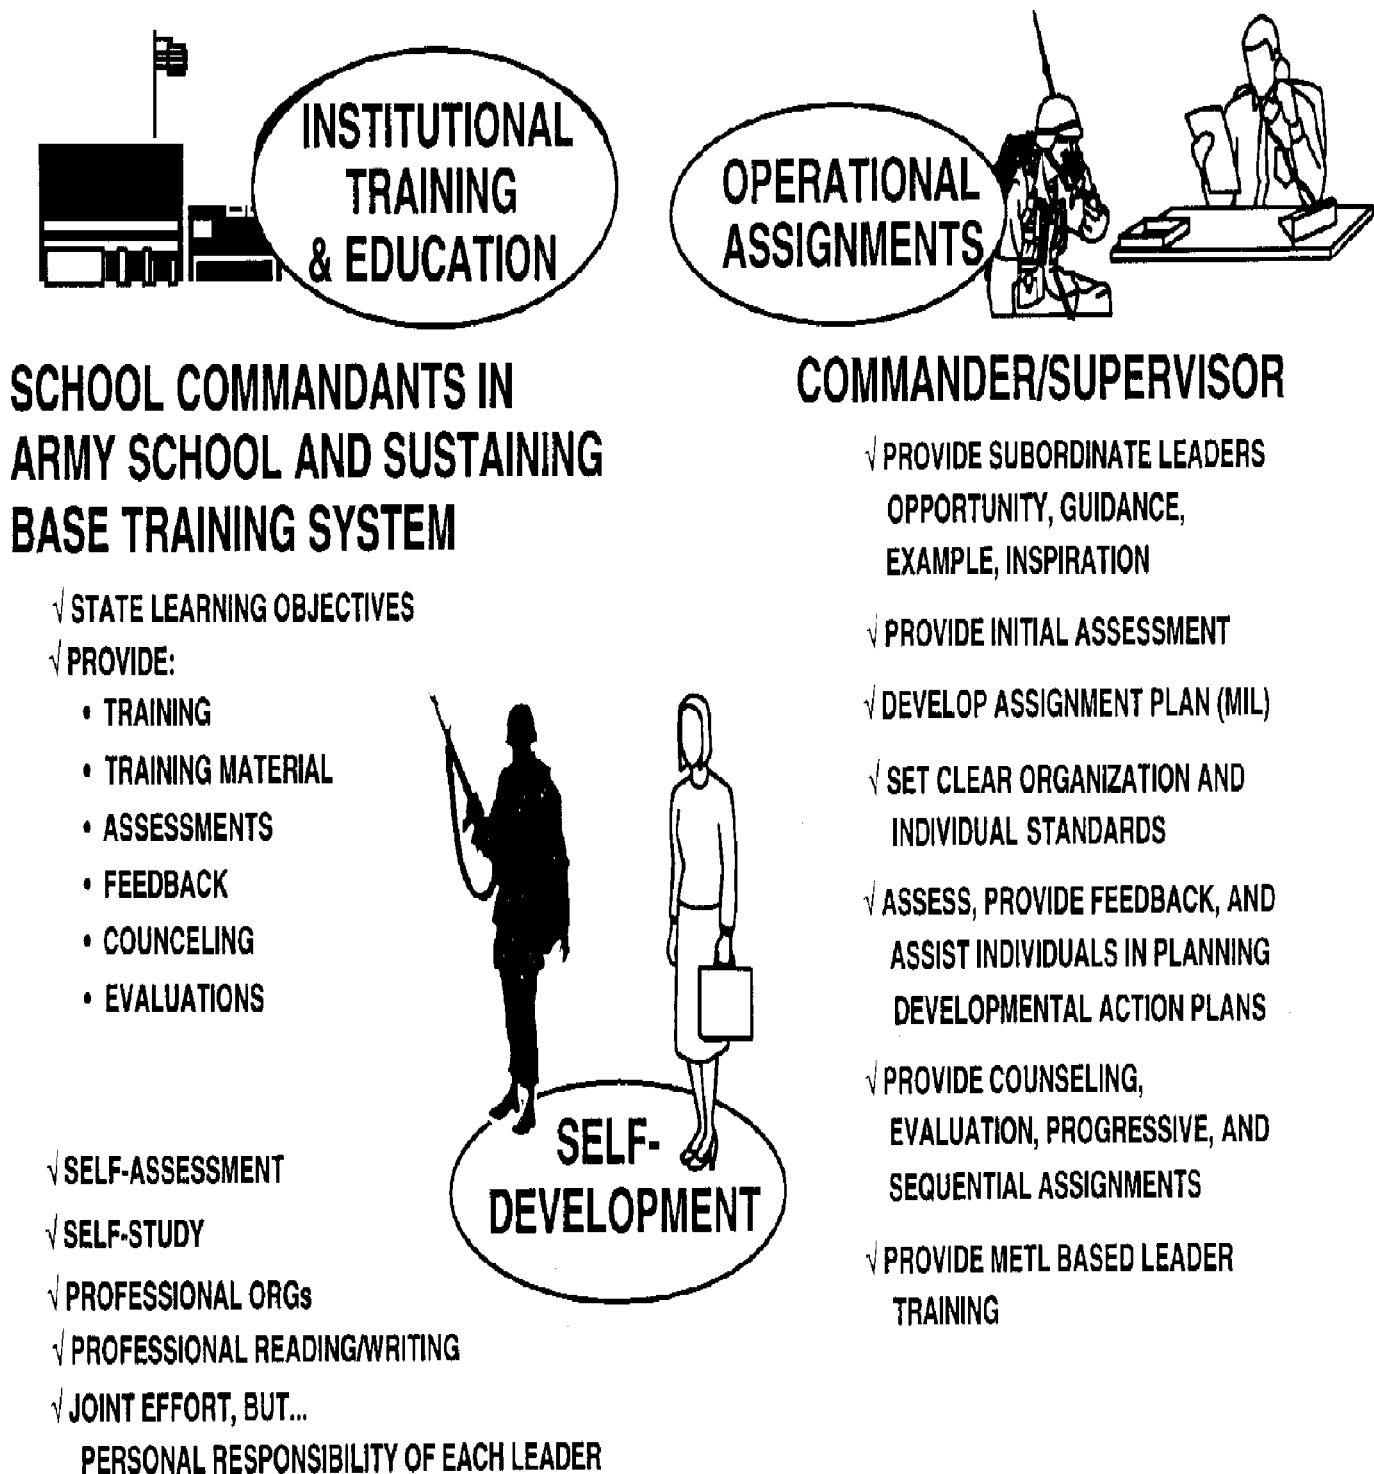 INSTITUTIONAL
TRAINING
& EDUCATION
OPERATIONAL
ASSIGNMENTS
SCHOOL COMMANDANTS IN
ARMY SCHOOL AND SUSTAINING
BASE TRAINING SYSTEM
√ STATE LEARNING OBJECTIVES
√ PROVIDE:
• TRAINING
• TRAINING MATERIAL
• ASSESSMENTS
• FEEDBACK
• COUNCELING
• EVALUATIONS
COMMANDER/SUPERVISOR
√ PROVIDE SUBORDINATE LEADERS
OPPORTUNITY, GUIDANCE,
EXAMPLE, INSPIRATION
√ PROVIDE INITIAL ASSESSMENT
√ DEVELOP ASSIGNMENT PLAN (MIL)
√ SET CLEAR ORGANIZATION AND
INDIVIDUAL STANDARDS
√ ASSESS, PROVIDE FEEDBACK, AND
ASSIST INDIVIDUALS IN PLANNING
DEVELOPMENTAL ACTION PLANS
√ PROVIDE COUNSELING,
EVALUATION, PROGRESSIVE, AND
SEQUENTIAL ASSIGNMENTS
√ PROVIDE METL BASED LEADER
TRAINING
SELF-
DEVELOPMENT
√ SELF-ASSESSMENT
√ SELF-STUDY
√ PROFESSIONAL ORGs
√ PROFESSIONAL READING/WRITING
√ JOINT EFFORT, BUT...
PERSONAL RESPONSIBILITY OF EACH LEADER